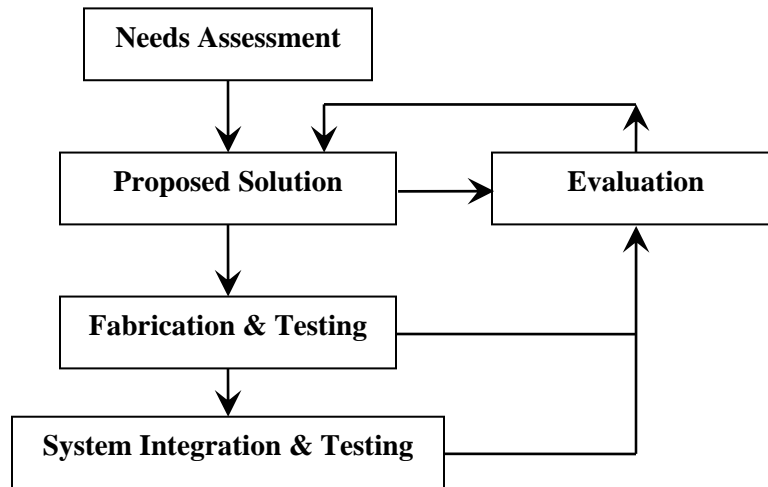 Needs Assessment
Proposed Solution
Evaluation
Fabrication & Testing
System Integration & Testing